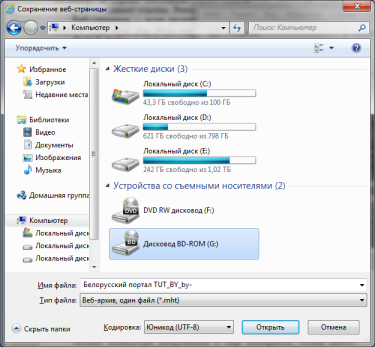 Сохранение веб-страницы
Компьютер
Поиск: Компьютер
Упорядочить
Избранное
Загрузки
Недавние места
Библиотеки
Видео
Документы
Изображения
Музыка
Домашняя группа
Компьютер
Локальный диск
Локальный диск
Локальный диск
Жесткие диски (3)
Локальный диск (C:)
43,3 ГБ свободно из 100 ГБ
Локальный диск (D:)
621 ГБ свободно из 798 ГБ
Локальный диск (E:)
242 ГБ свободно из 1,02 ТБ
Устройства со съемными носителями (2)
DVD
DVD RW дисковод (F:)
BD
Дисковод BD-ROM (G:)
Имя файла: Белорусский портал TUT_BY_by-
Тип файла: Веб-архив, один файл (*.mht)
Скрыть папки
Кодировка: Юникод (UTF-8)
Открыть
Отмена